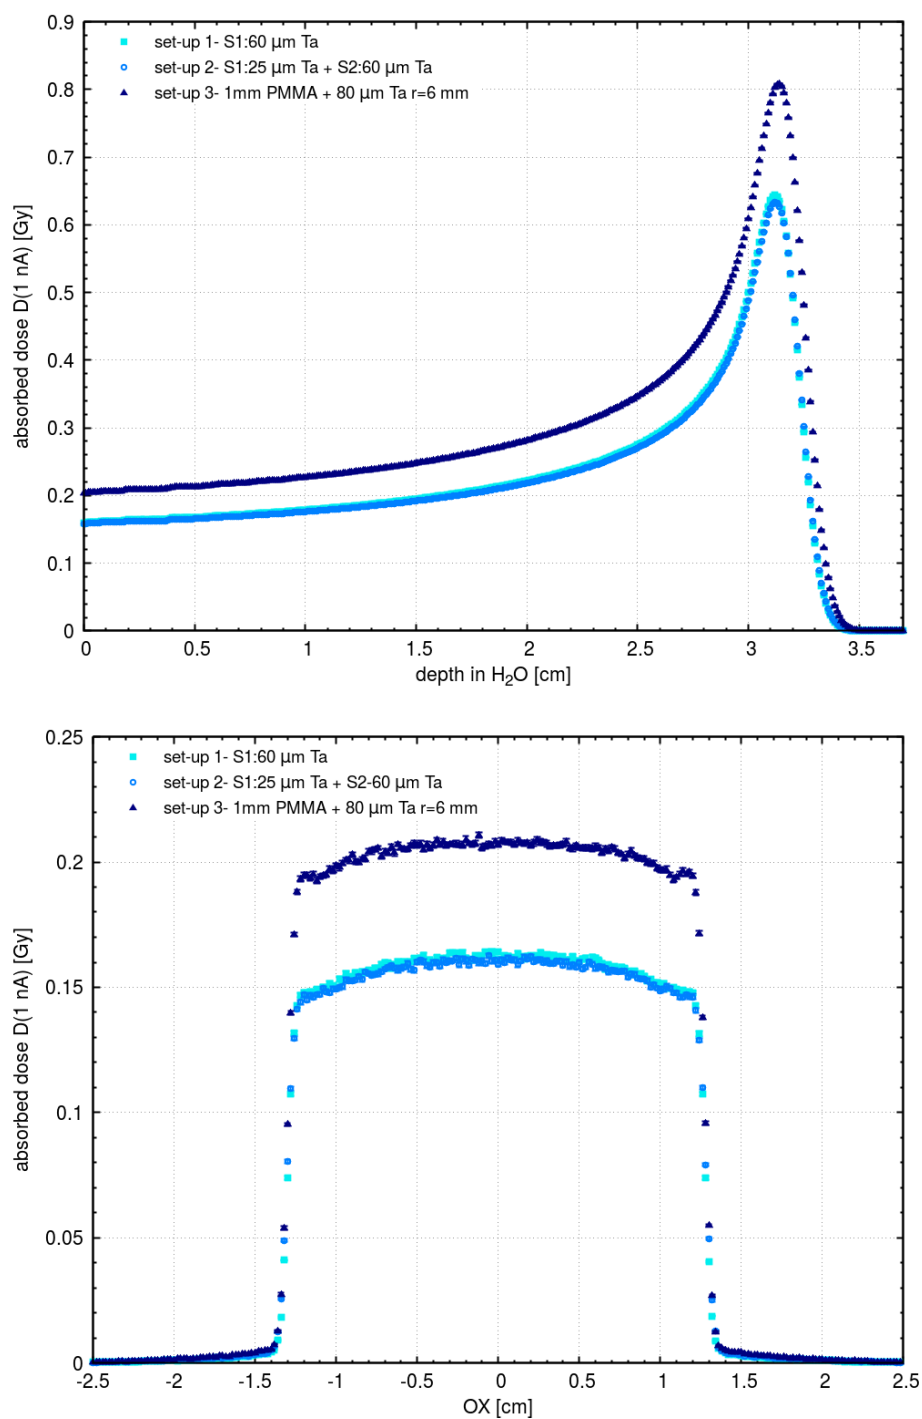 0.9
set-up 1- S1:60 μm Ta
set-up 2- S1:25 μm Ta + S2:60 μm Ta
set-up 3- 1mm PMMA + 80 μm Ta r=6 mm
0.8
0.7
0.6
0.5
0.4
0.3
0.2
0.1
0
absorbed dose D(1 nA) [Gy]
0 0.5 1 1.5 2 2.5 3 3.5
depth in H₂O [cm]
0.25
set-up 1- S1:60 μm Ta
set-up 2- S1:25 μm Ta + S2-60 μm Ta
set-up 3- 1mm PMMA + 80 μm Ta r=6 mm
0.2
0.15
0.1
0.05
0
absorbed dose D(1 nA) [Gy]
-2.5 -2 -1.5 -1 -0.5 0 0.5 1 1.5 2 2.5
OX [cm]